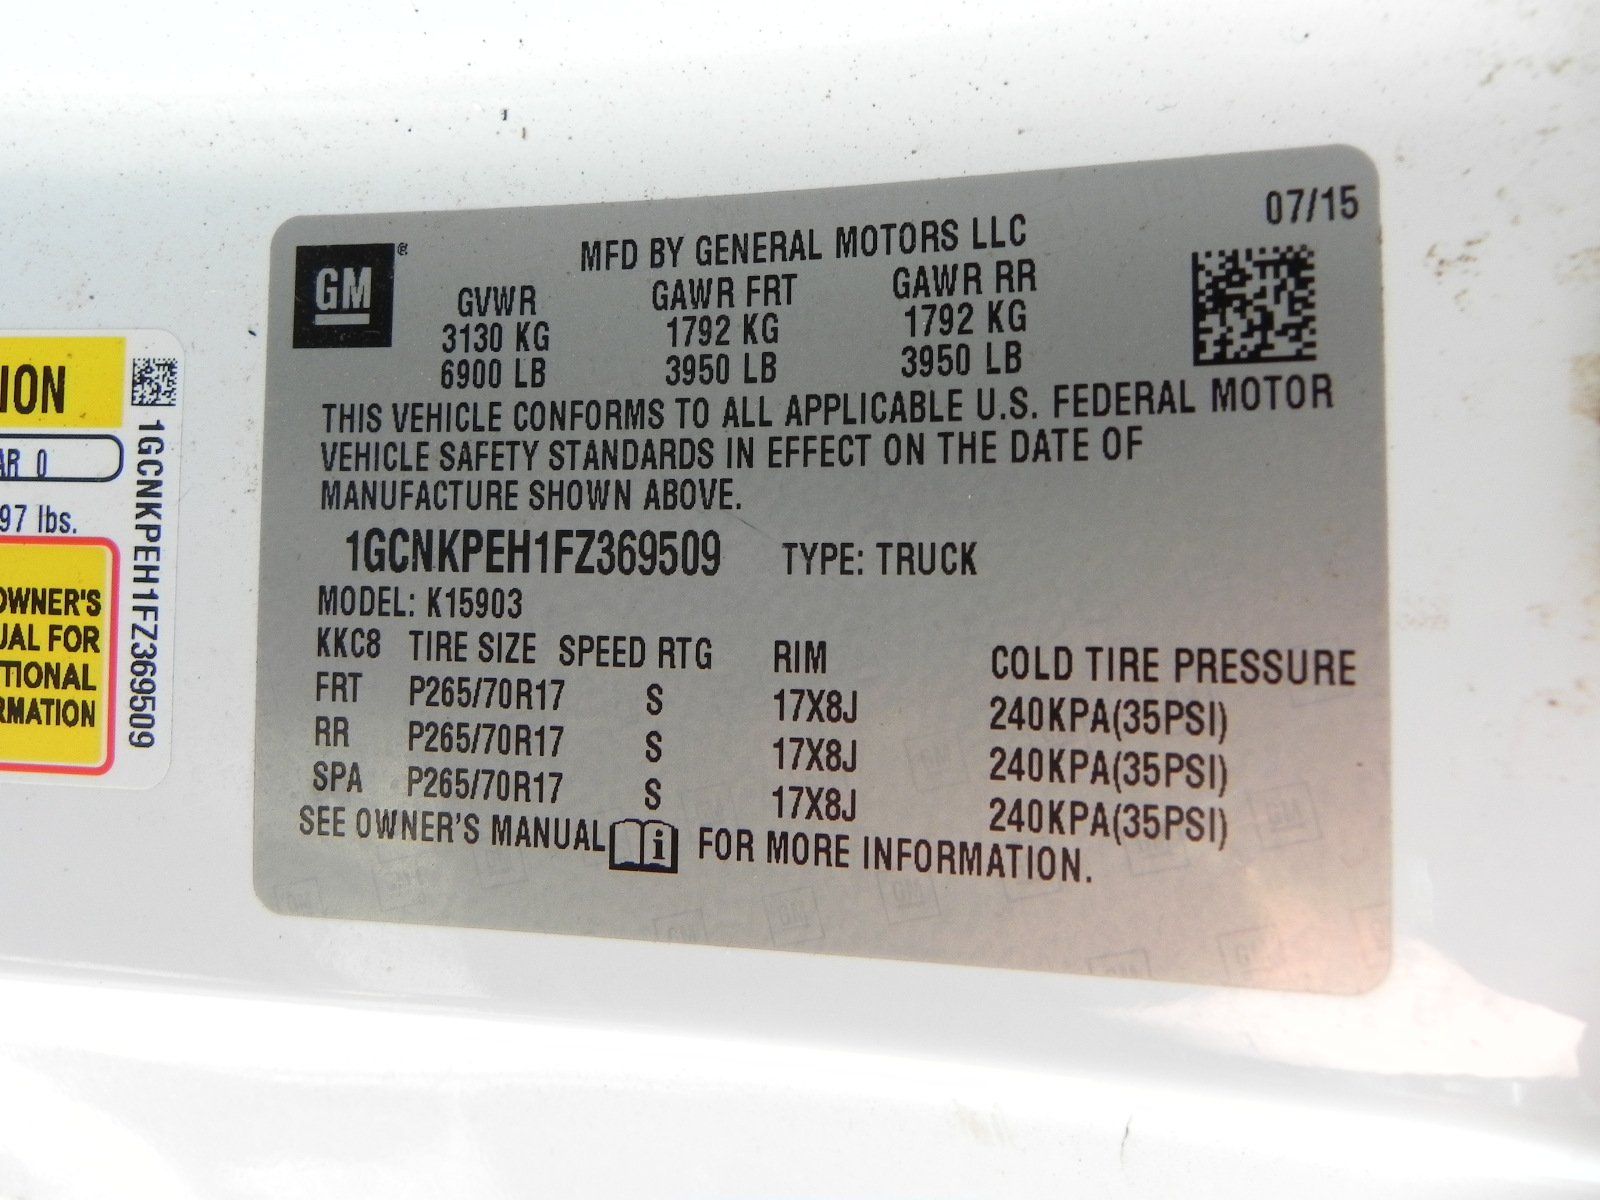 07/15
GM ®
MFD BY GENERAL MOTORS LLC
GVWR GAWR FRT GAWR RR
3130 KG 1792 KG 1792 KG
6900 LB 3950 LB 3950 LB
THIS VEHICLE CONFORMS TO ALL APPLICABLE U.S. FEDERAL MOTOR
VEHICLE SAFETY STANDARDS IN EFFECT ON THE DATE OF
MANUFACTURE SHOWN ABOVE.
1GCNKPEH1FZ369509 TYPE: TRUCK
MODEL: K15903
KKC8 TIRE SIZE SPEED RTG RIM COLD TIRE PRESSURE
FRT P265/70R17 S 17X8J 240KPA(35PSI)
RR P265/70R17 S 17X8J 240KPA(35PSI)
SPA P265/70R17 S 17X8J 240KPA(35PSI)
SEE OWNER'S MANUAL i FOR MORE INFORMATION.
ION
AR 0
97 lbs.
OWNER'S
UAL FOR
TIONAL
RMATION
1GCNKPEH1FZ369509